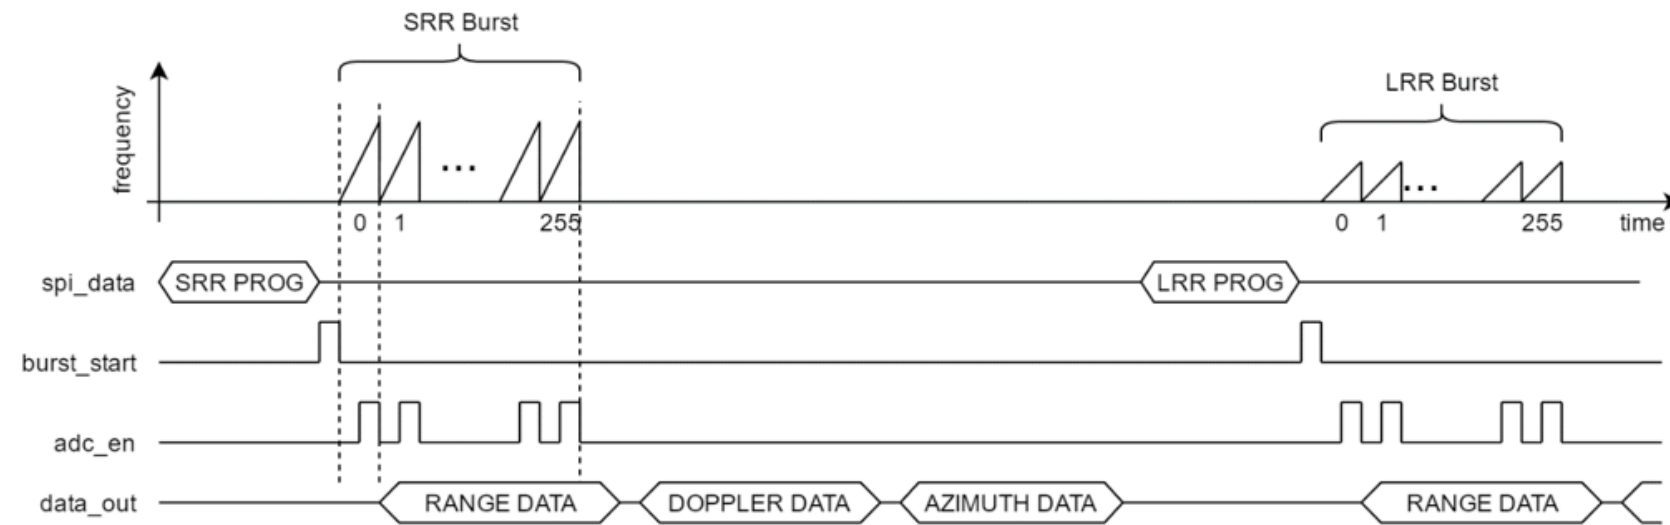 SRR Burst
LRR Burst
frequency
...
...
0 1 255 0 1 255 time
spi_data SRR PROG LRR PROG
burst_start
adc_en
data_out RANGE DATA DOPPLER DATA AZIMUTH DATA RANGE DATA